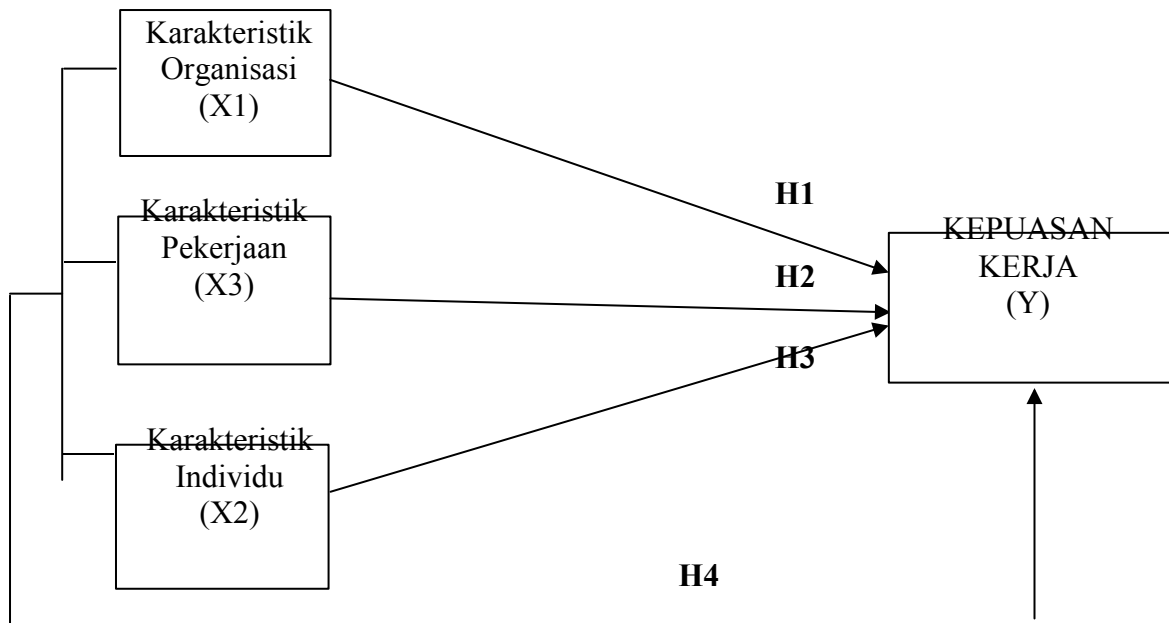 Karakteristik
Organisasi
(X1)
H1
Karakteristik
Pekerjaan
(X3)
H2
KEPUASAN
KERJA
(Y)
H3
Karakteristik
Individu
(X2)
H4